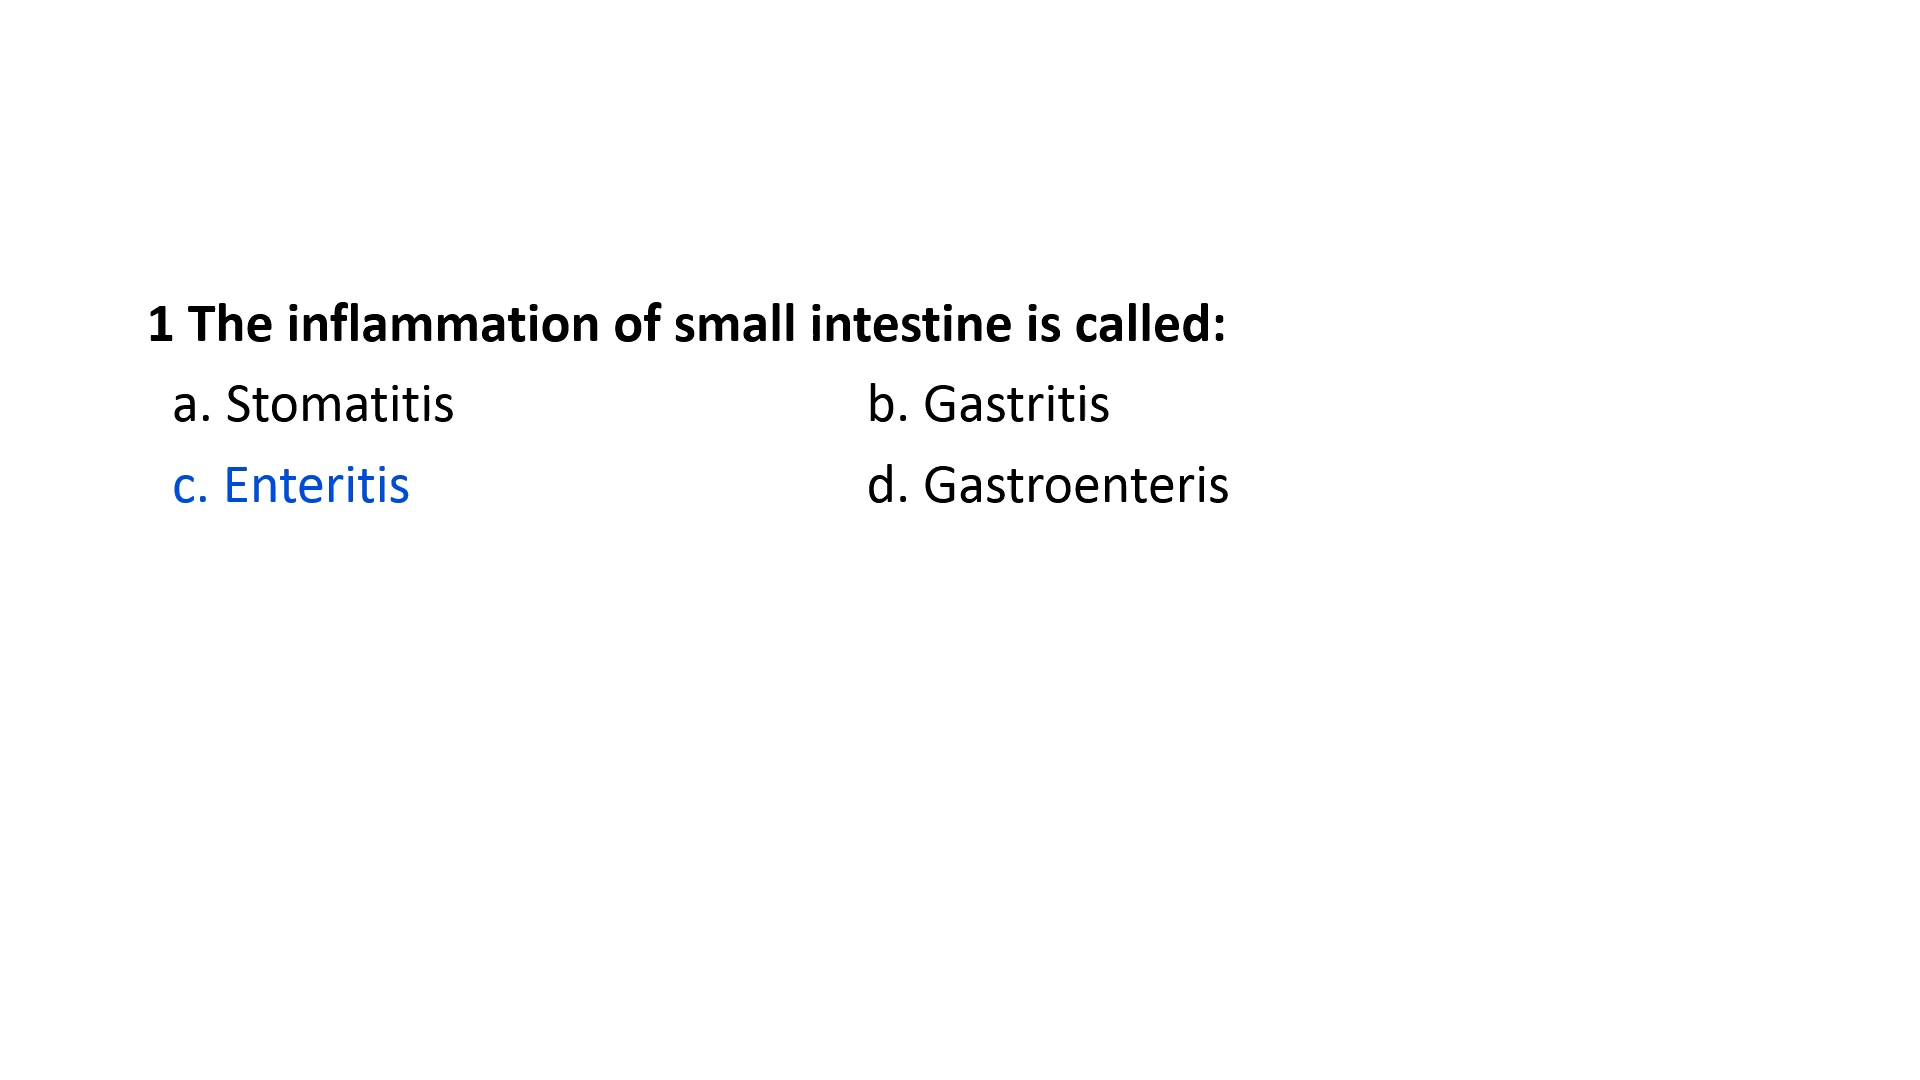 1 The inflammation of small intestine is called:
a. Stomatitis b. Gastritis
c. Enteritis d. Gastroenteris